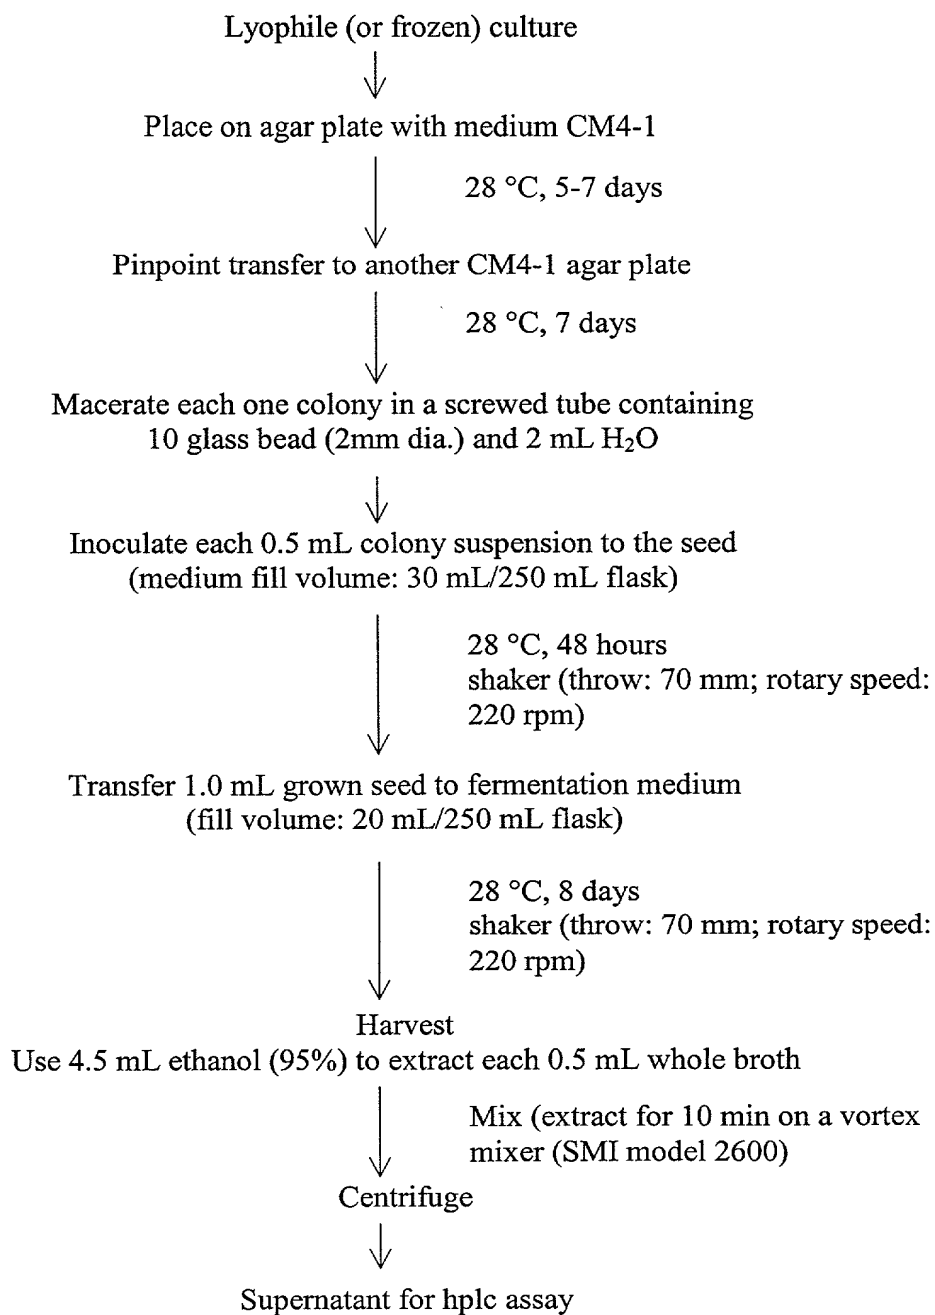 Lyophile (or frozen) culture
Place on agar plate with medium CM4-1
28 °C, 5-7 days
Pinpoint transfer to another CM4-1 agar plate
28 °C, 7 days
Macerate each one colony in a screwed tube containing
10 glass bead (2mm dia.) and 2 mL H₂O
Inoculate each 0.5 mL colony suspension to the seed
(medium fill volume: 30 mL/250 mL flask)
28 °C, 48 hours
shaker (throw: 70 mm; rotary speed:
220 rpm)
Transfer 1.0 mL grown seed to fermentation medium
(fill volume: 20 mL/250 mL flask)
28 °C, 8 days
shaker (throw: 70 mm; rotary speed:
220 rpm)
Harvest
Use 4.5 mL ethanol (95%) to extract each 0.5 mL whole broth
Mix (extract for 10 min on a vortex
mixer (SMI model 2600)
Centrifuge
Supernatant for hplc assay